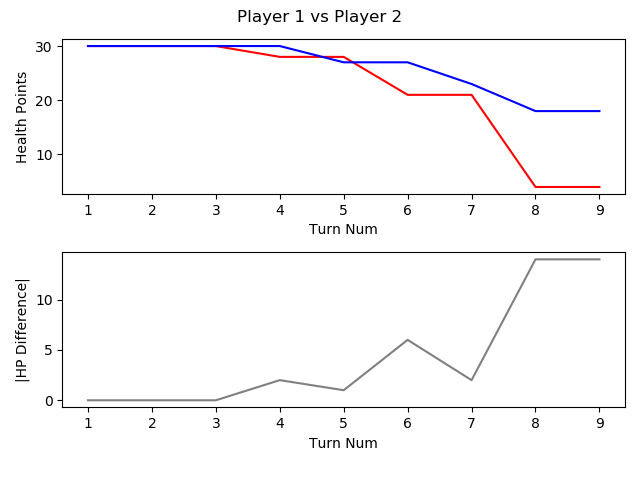 Player 1 vs Player 2
30
20
10
Health Points
1 2 3 4 5 6 7 8 9
Turn Num
10
5
0
|HP Difference|
1 2 3 4 5 6 7 8 9
Turn Num